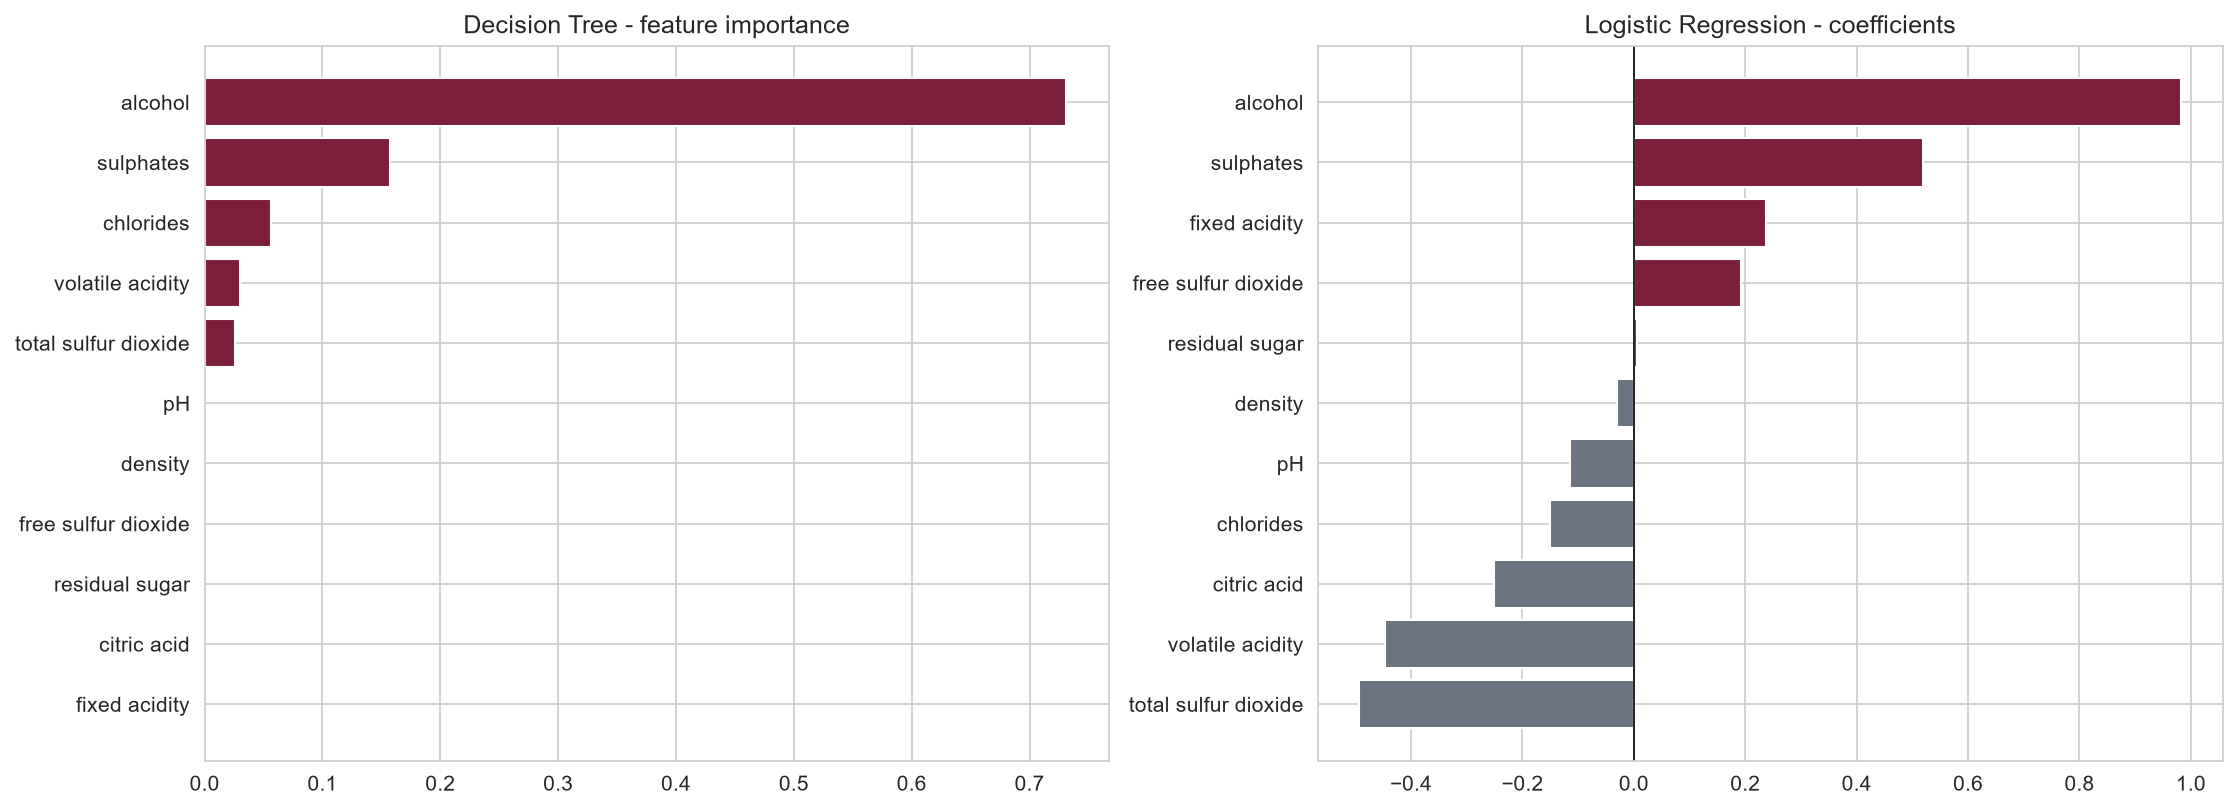 Decision Tree - feature importance
alcohol
sulphates
chlorides
volatile acidity
total sulfur dioxide
pH
density
free sulfur dioxide
residual sugar
citric acid
fixed acidity
0.0 0.1 0.2 0.3 0.4 0.5 0.6 0.7
Logistic Regression - coefficients
alcohol
sulphates
fixed acidity
free sulfur dioxide
residual sugar
density
pH
chlorides
citric acid
volatile acidity
total sulfur dioxide
−0.4 −0.2 0.0 0.2 0.4 0.6 0.8 1.0